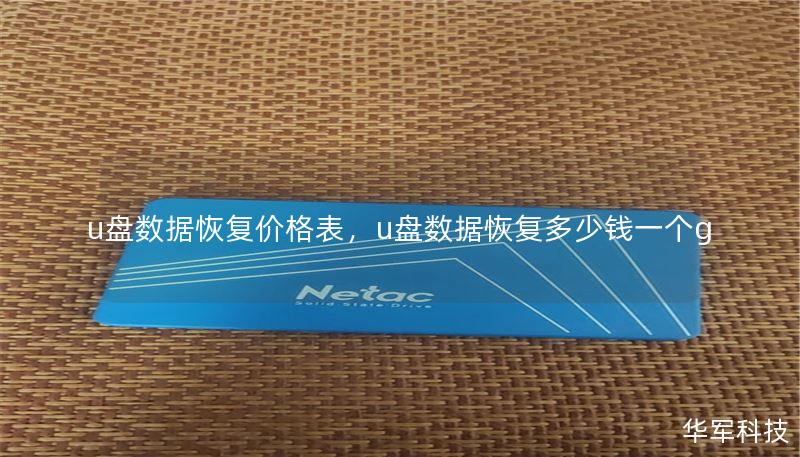 u盘数据恢复价格表，u盘数据恢复多少钱一个g
Netac
Solid State Drive
华军科技